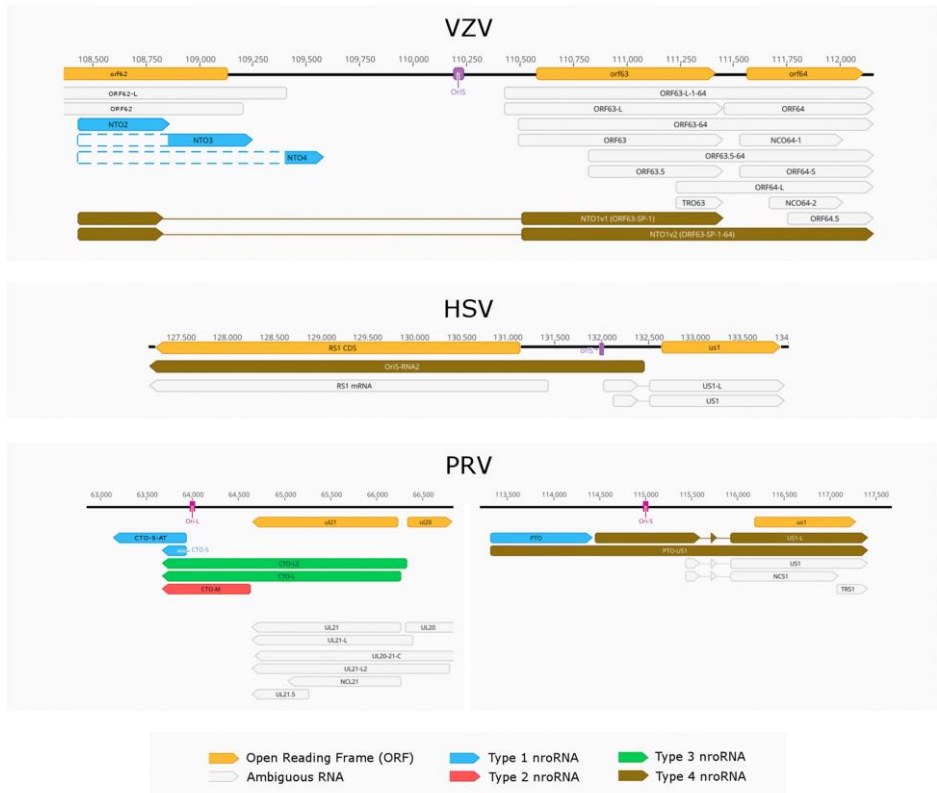 VZV
108,500 108,750 109,000 109,250 109,500 109,750 110,000 110,250 110,500 110,750 111,000 111,250 111,500 111,750 112,000
orf62 orf63 orf64
OriS
ORF62-L ORF63-L-1-64
ORF62 ORF63-L ORF64
NTO2 ORF63-64
NTO3 ORF63 NCO64-1
NTO4 ORF63.5-64
ORF63.5 ORF64-S
ORF64-L
TRO63 NCO64-2
NTO1v1 (ORF63-SP-1) ORF64.5
NTO1v2 (ORF63-SP-1-64)
HSV
127,500 128,000 128,500 129,000 129,500 130,000 130,500 131,000 131,500 132,000 132,500 133,000 133,500 134
RS1 CDS oriS us1
OriS-RNA2
RS1 mRNA US1-L
US1
PRV
63,000 63,500 64,000 64,500 65,000 65,500 66,000 66,500 113,500 114,000 114,500 115,000 115,500 116,000 116,500 117,000 117,500
Ori-L ul21 ul20 Ori-S us1
CTO-S-AT PTO US1-L
CTO-S PTO-US1
CTO-L2 US1
CTO-L NCS1
CTO-M TRS1
UL21 UL20
UL21-L
UL20-21-C
UL21-L2
NCL21
UL21.5
Open Reading Frame (ORF) Type 1 nroRNA Type 3 nroRNA
Ambiguous RNA Type 2 nroRNA Type 4 nroRNA